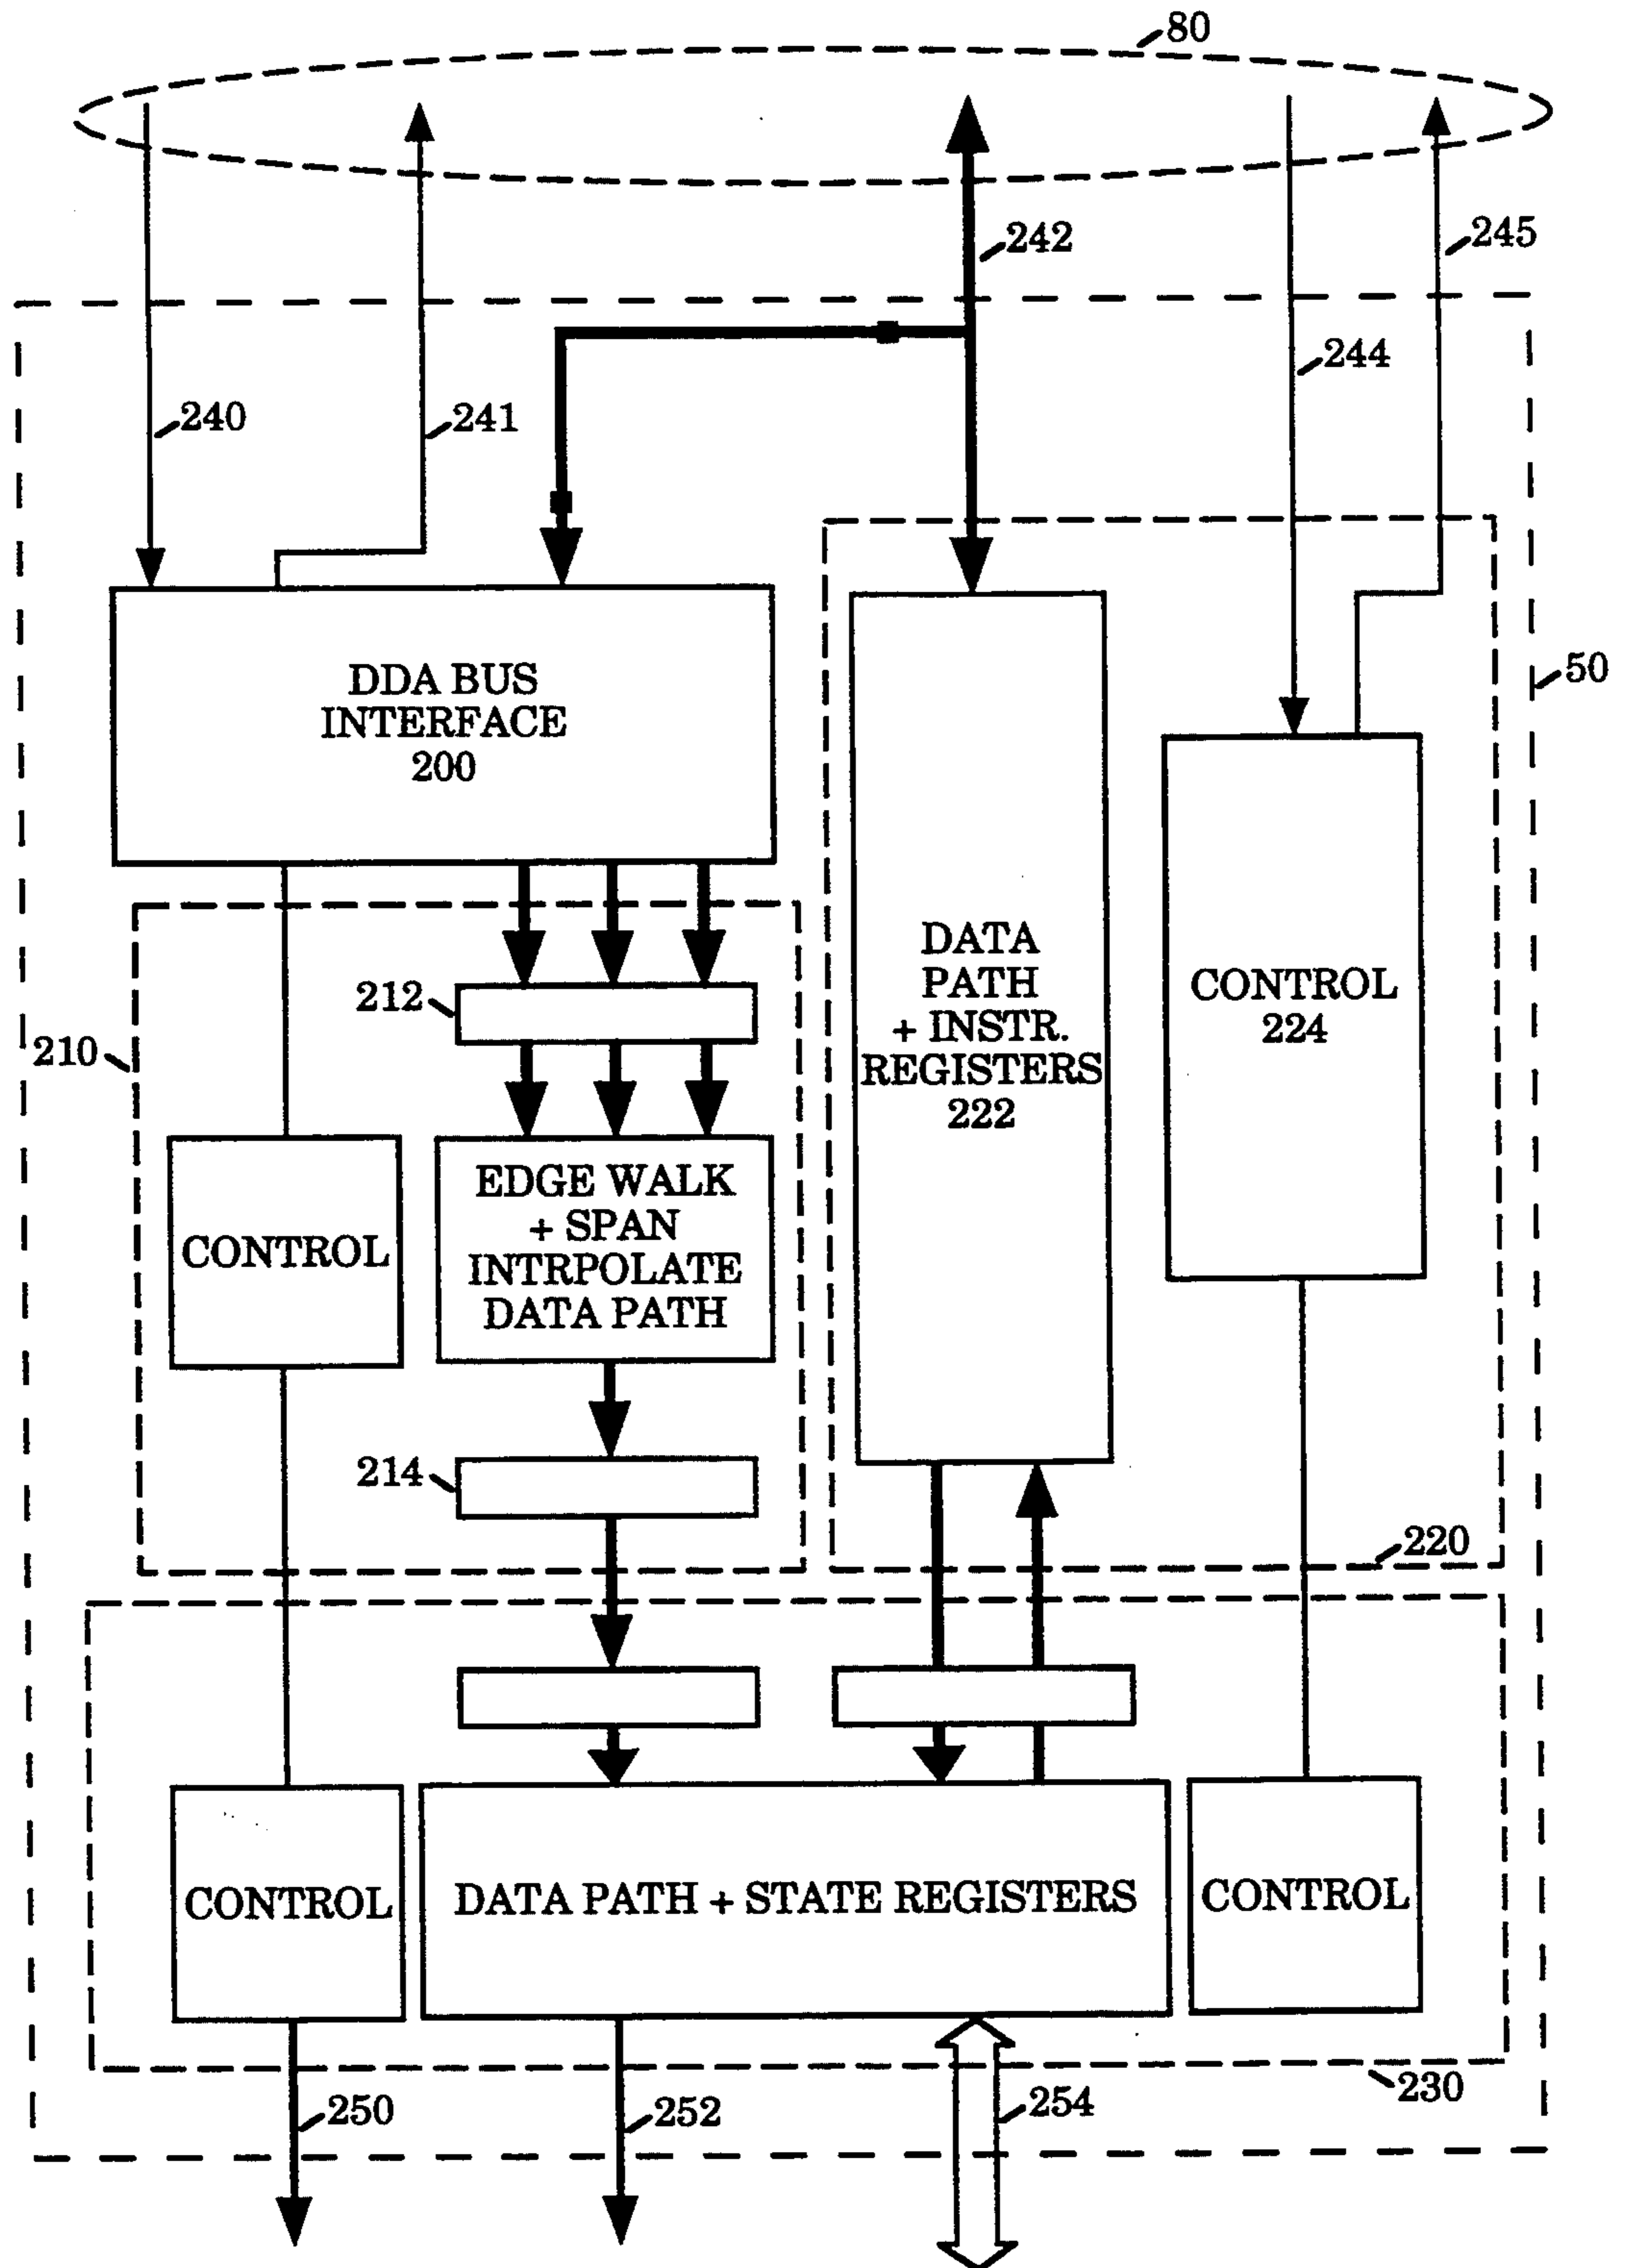 80
242
245
244
240
241
50
DDA BUS
INTERFACE
200
DATA
PATH
+ INSTR.
REGISTERS
222
CONTROL
224
212
210
EDGE WALK
+ SPAN
INTRPOLATE
DATA PATH
CONTROL
214
220
CONTROL
DATA PATH + STATE REGISTERS
CONTROL
230
250
252
254